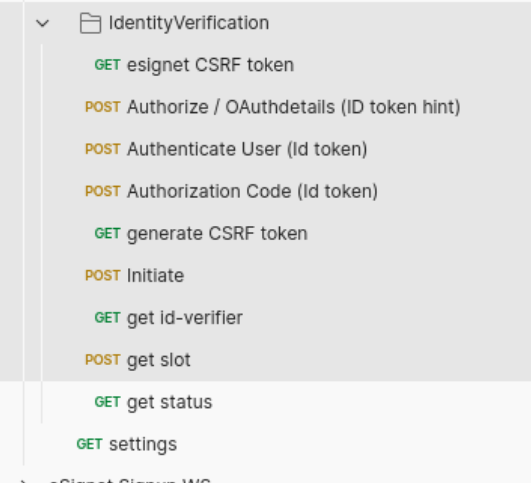 IdentityVerification
GET esignet CSRF token
POST Authorize / OAuthdetails (ID token hint)
POST Authenticate User (Id token)
POST Authorization Code (Id token)
GET generate CSRF token
POST Initiate
GET get id-verifier
POST get slot
GET get status
GET settings